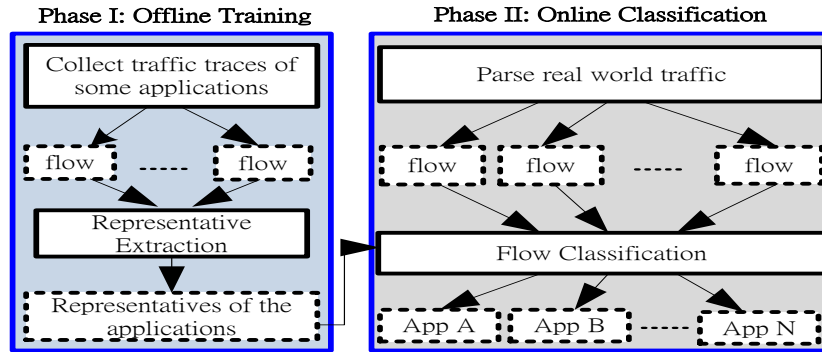 Phase I: Offline Training
Collect traffic traces of
some applications
flow
flow
Representative
Extraction
Representatives of the
applications
Phase II: Online Classification
Parse real world traffic
flow
flow
flow
Flow Classification
App A
App B
App N